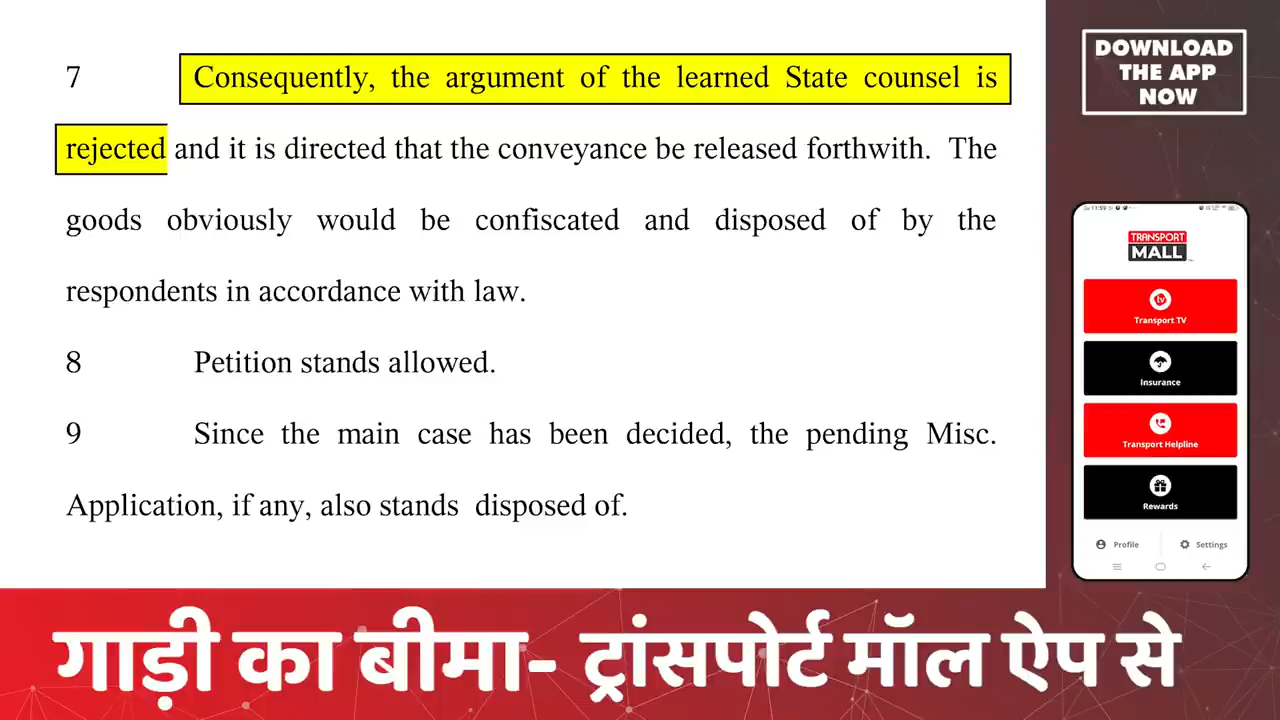 7 Consequently, the argument of the learned State counsel is
rejected and it is directed that the conveyance be released forthwith. The
goods obviously would be confiscated and disposed of by the
respondents in accordance with law.
8 Petition stands allowed.
9 Since the main case has been decided, the pending Misc.
Application, if any, also stands disposed of.
DOWNLOAD
THE APP
NOW
11:59
TRANSPORT
MALL
tv
Transport TV
Insurance
Transport Helpline
Rewards
Profile Settings
गाड़ी का बीमा- ट्रांसपोर्ट मॉल ऐप से